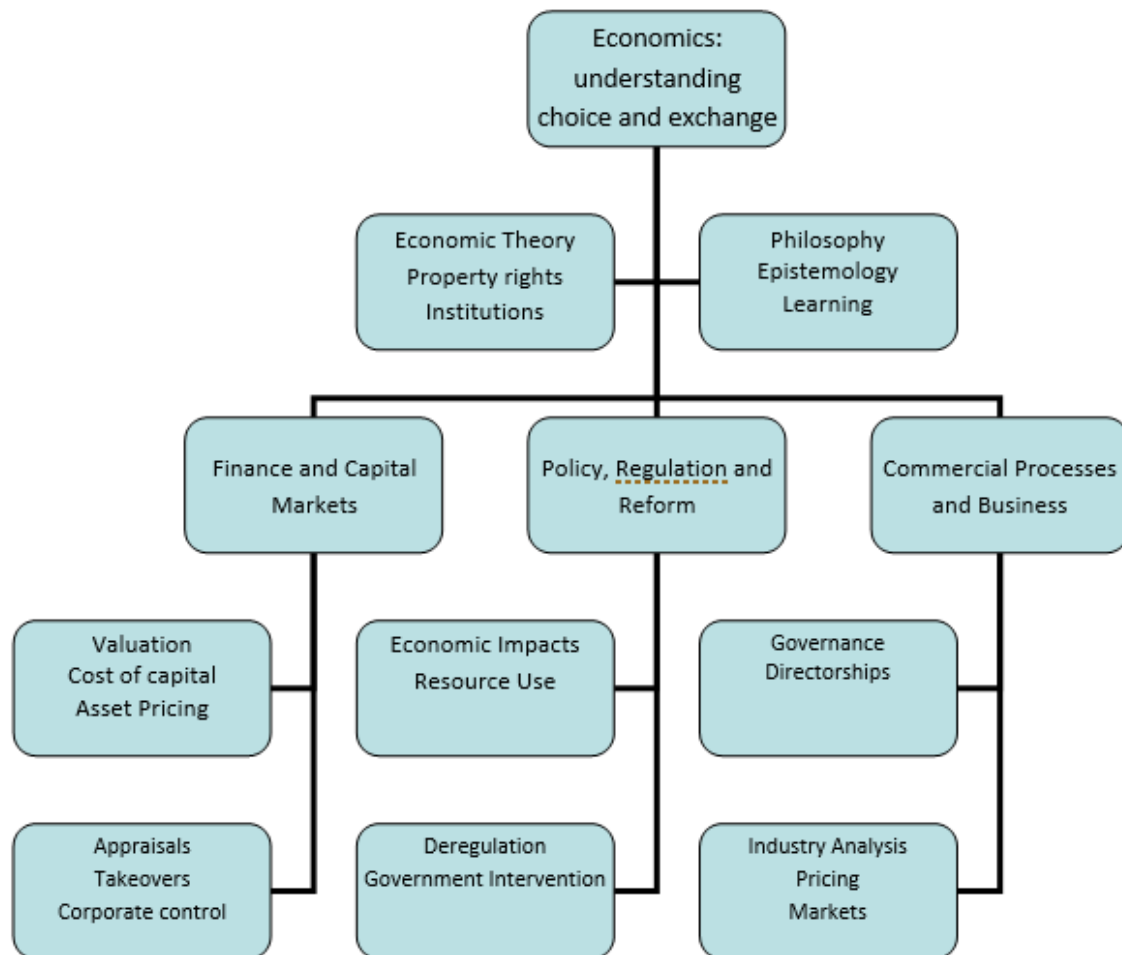 Economics:
understanding
choice and exchange
Economic Theory
Property rights
Institutions
Philosophy
Epistemology
Learning
Finance and Capital
Markets
Policy, Regulation and
Reform
Commercial Processes
and Business
Valuation
Cost of capital
Asset Pricing
Economic Impacts
Resource Use
Governance
Directorships
Appraisals
Takeovers
Corporate control
Deregulation
Government Intervention
Industry Analysis
Pricing
Markets